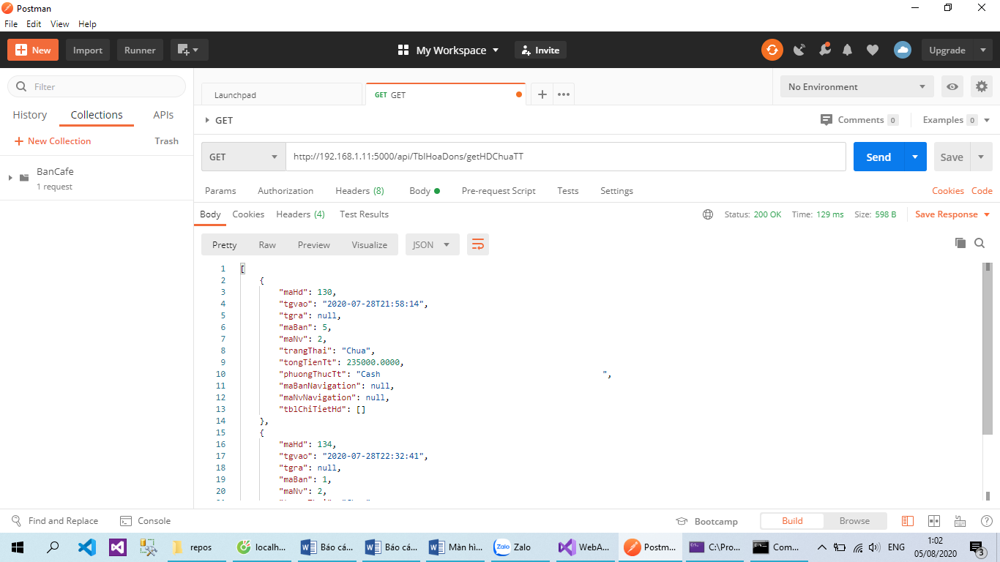 Postman
File Edit View Help
New Import Runner My Workspace Invite Upgrade
Filter
History Collections APIs
New Collection Trash
BanCafe
1 request
Launchpad GET GET No Environment
GET Comments 0 Examples 0
GET http://192.168.1.11:5000/api/TblHoaDons/getHDChuaTT Send Save
Params Authorization Headers (8) Body Pre-request Script Tests Settings Cookies Code
Body Cookies Headers (4) Test Results Status: 200 OK Time: 129 ms Size: 598 B Save Response
Pretty Raw Preview Visualize JSON
1 [
2 {
3 "maHd": 130,
4 "tgvao": "2020-07-28T21:58:14",
5 "tgra": null,
6 "maBan": 5,
7 "maNv": 2,
8 "trangThai": "Chua",
9 "tongTienTt": 235000.0000,
10 "phuongThucTt": "Cash ",
11 "maBanNavigation": null,
12 "maNvNavigation": null,
13 "tblChiTietHd": []
14 },
15 {
16 "maHd": 134,
17 "tgvao": "2020-07-28T22:32:41",
18 "tgra": null,
19 "maBan": 1,
20 "maNv": 2,
Find and Replace Console Bootcamp Build Browse
repos localh... Báo cá... Báo cá... Màn hì... Zalo WebA... Postm... C:\Pro... Com... ENG 1:02
05/08/2020 3